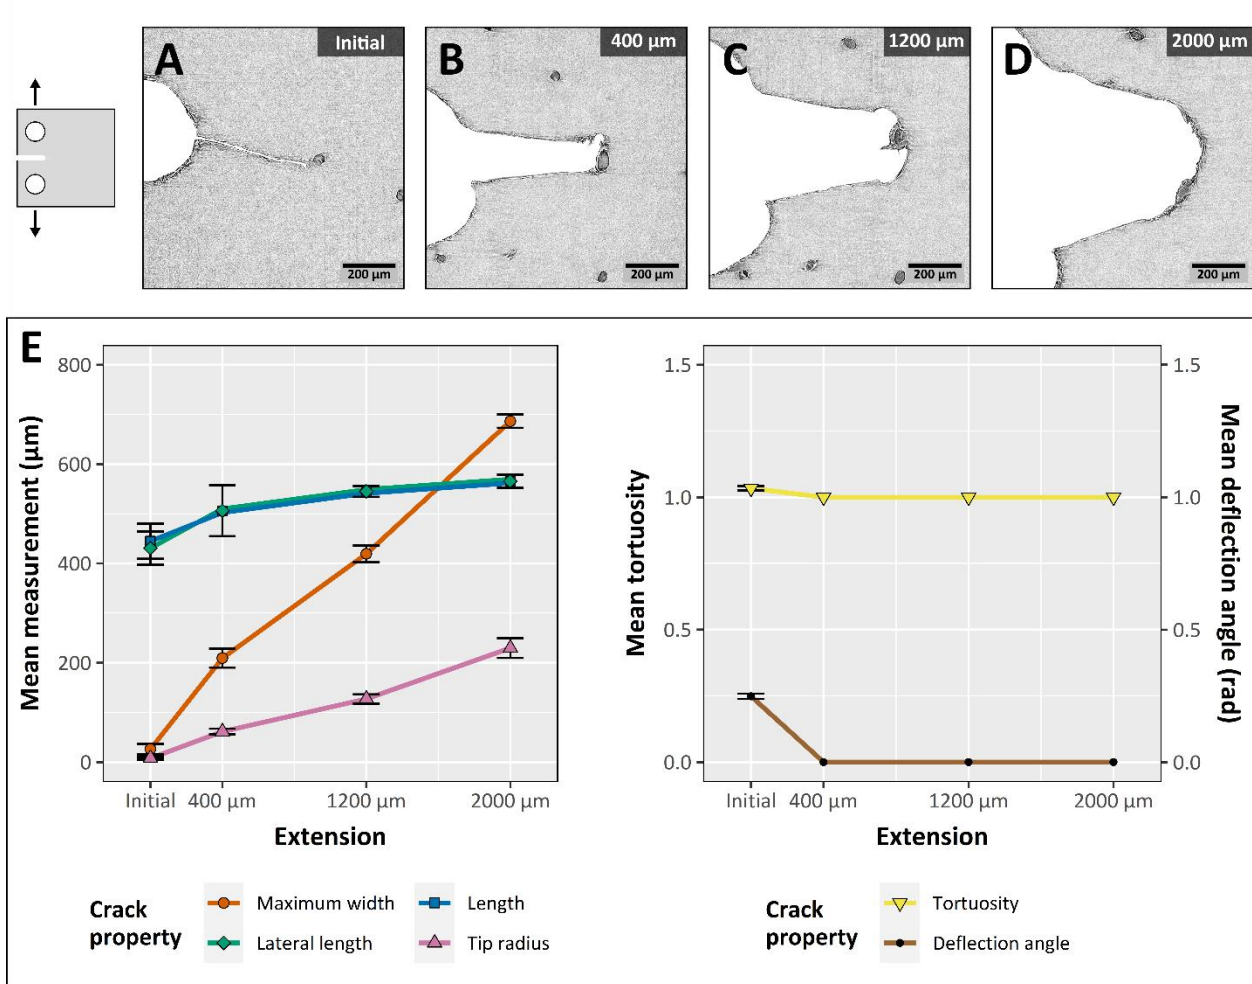 A
Initial
200 µm
B
400 µm
200 µm
C
1200 µm
200 µm
D
2000 µm
200 µm
E
Mean measurement (µm)
800
600
400
200
0
Initial
400 µm
1200 µm
2000 µm
Extension
Crack
property
Maximum width
Length
Lateral length
Tip radius
Mean tortuosity
1.5
1.0
0.5
0.0
Initial
400 µm
1200 µm
2000 µm
Extension
1.5
1.0
0.5
0.0
Mean deflection angle (rad)
Crack
property
Tortuosity
Deflection angle